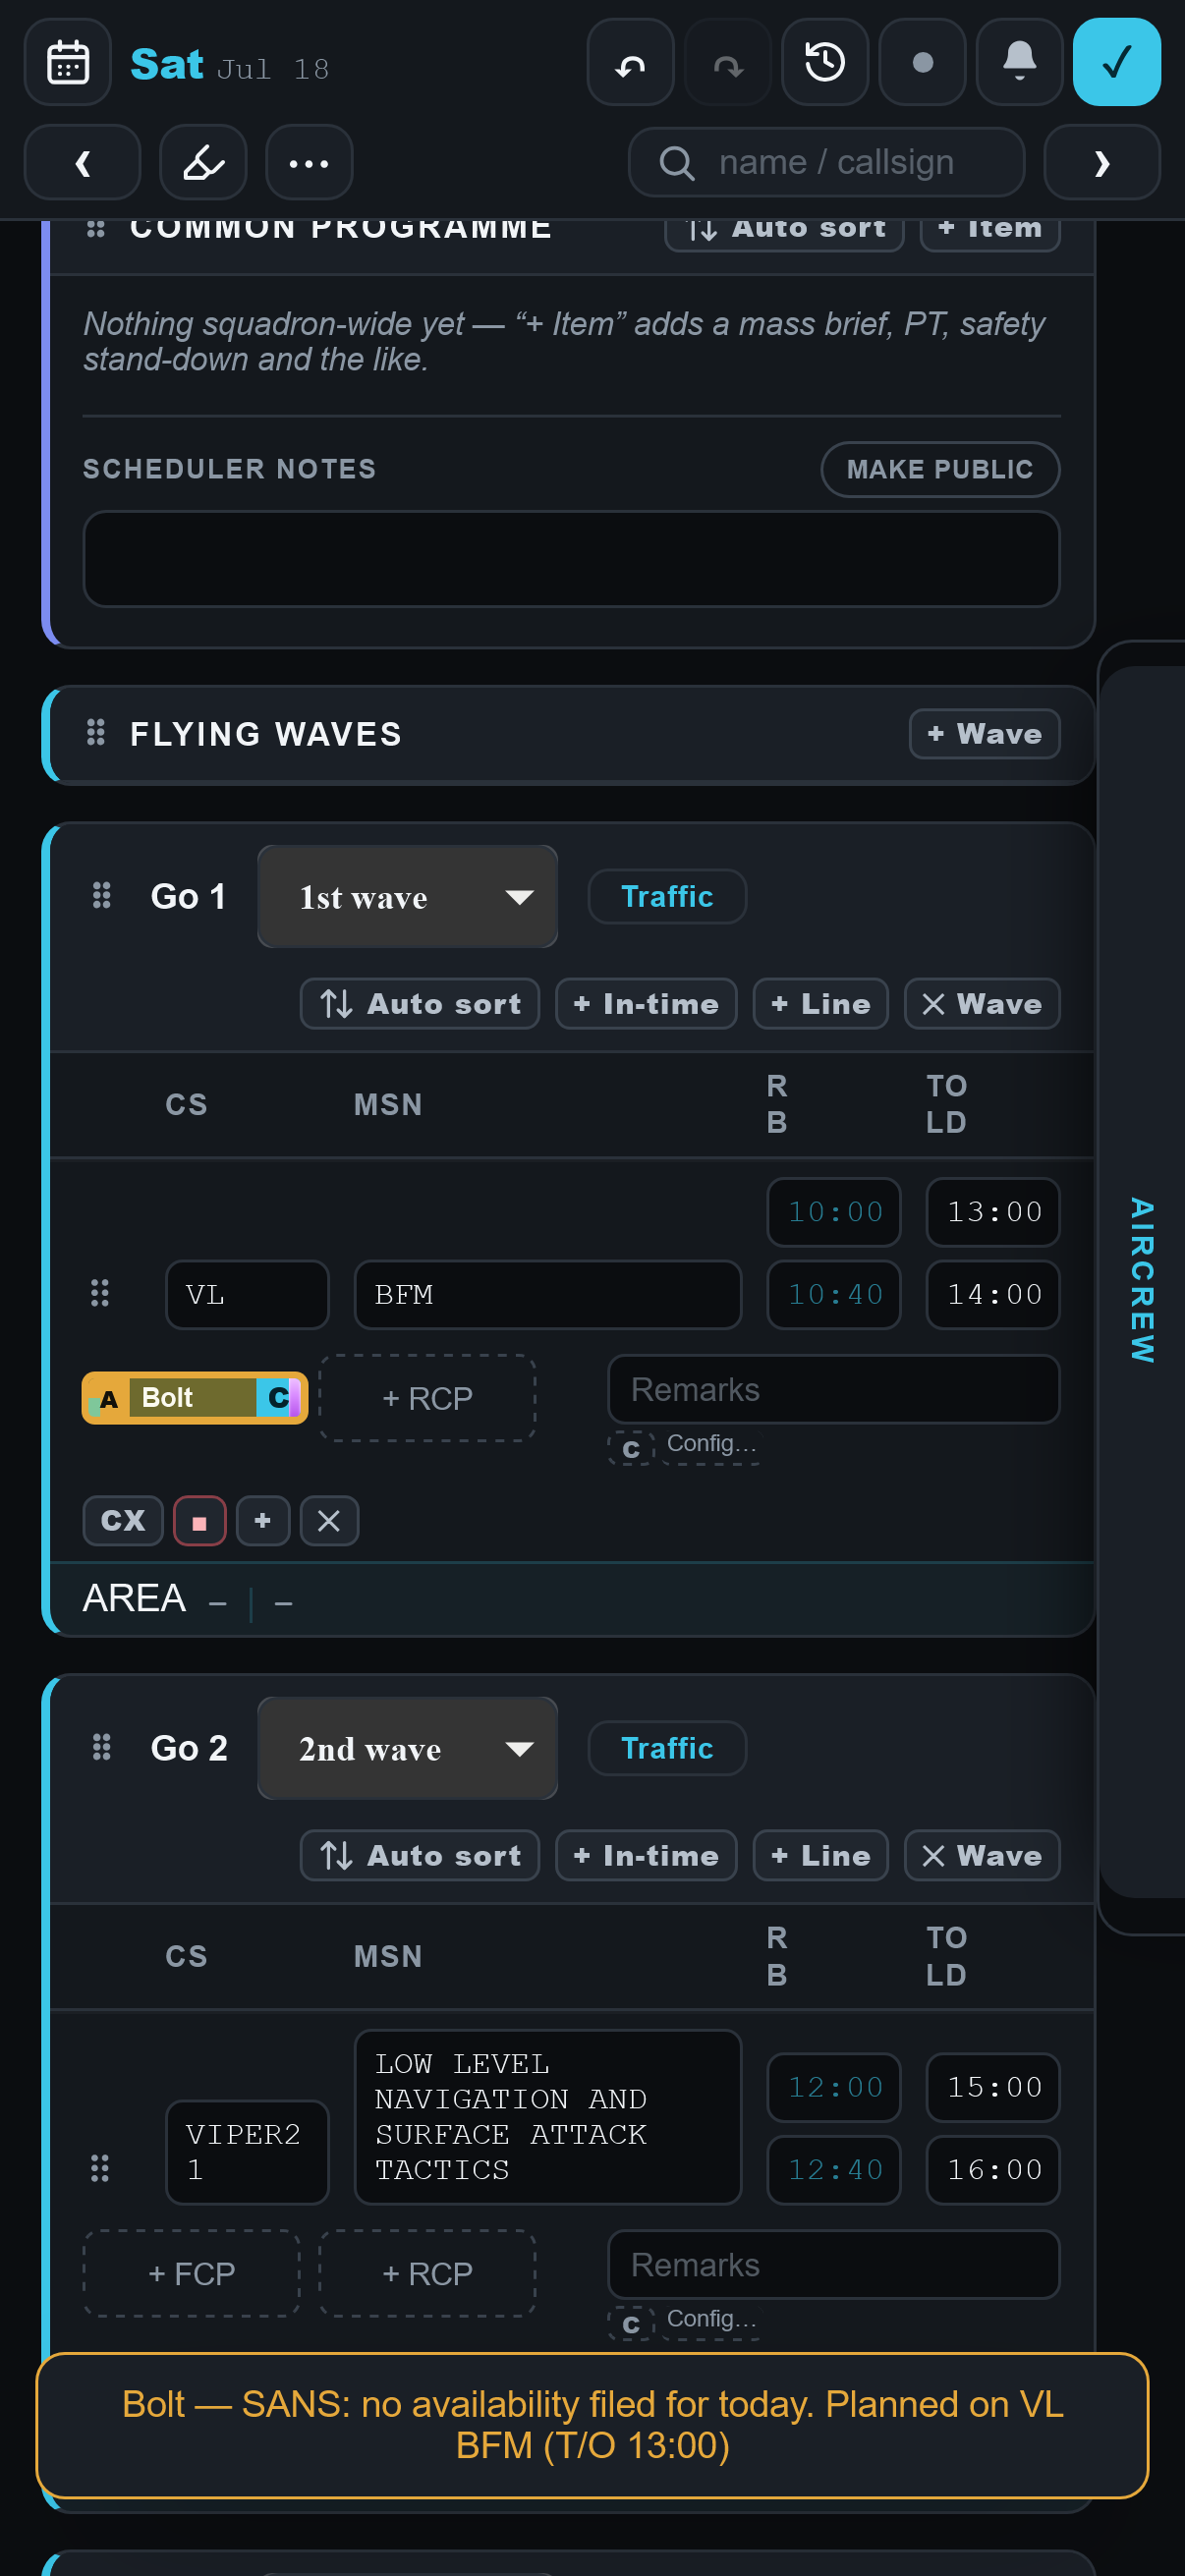 Sat Jul 18
name / callsign
COMMON PROGRAMME
Auto sort
+ Item
Nothing squadron-wide yet — “+ Item” adds a mass brief, PT, safety
stand-down and the like.
SCHEDULER NOTES
MAKE PUBLIC
FLYING WAVES
+ Wave
Go 1
1st wave
Traffic
Auto sort
+ In-time
+ Line
× Wave
CS
MSN
R
B
TO
LD
10:00
13:00
VL
BFM
10:40
14:00
A Bolt C
+ RCP
Remarks
C Config...
CX
+
×
AREA – | –
AIRCREW
Go 2
2nd wave
Traffic
Auto sort
+ In-time
+ Line
× Wave
CS
MSN
R
B
TO
LD
VIPER2
1
LOW LEVEL
NAVIGATION AND
SURFACE ATTACK
TACTICS
12:00
15:00
12:40
16:00
+ FCP
+ RCP
Remarks
C Config...
Bolt — SANS: no availability filed for today. Planned on VL
BFM (T/O 13:00)